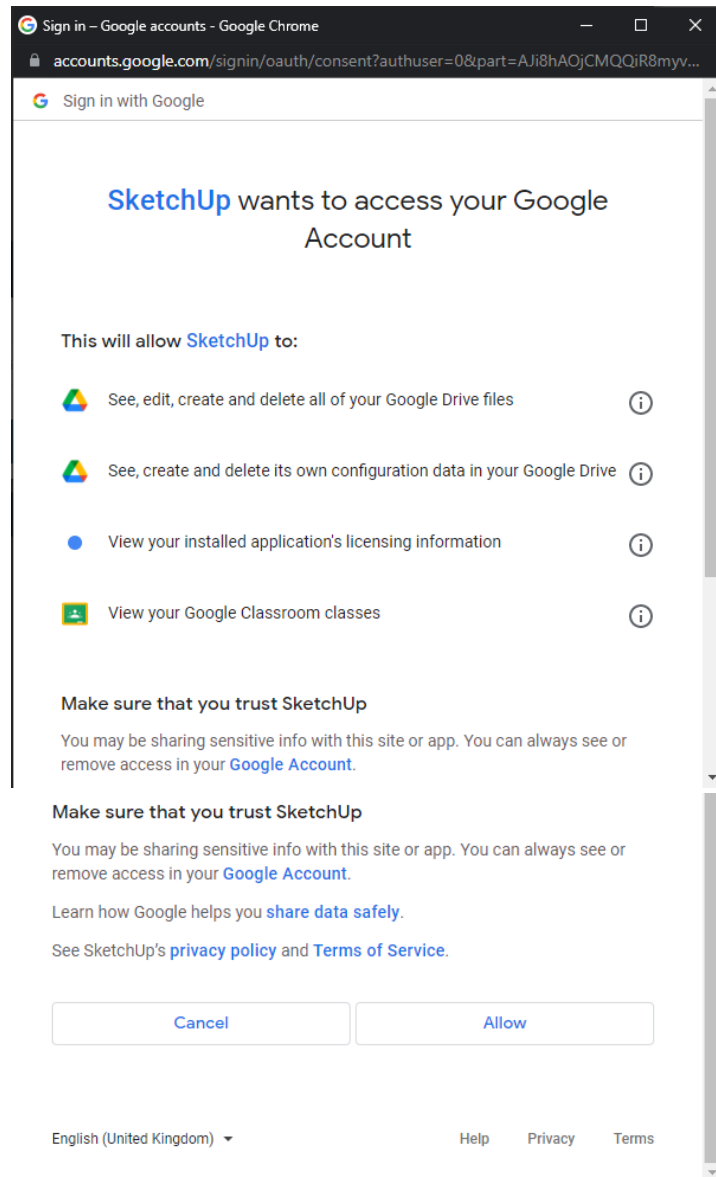 Sign in – Google accounts - Google Chrome
accounts.google.com/signin/oauth/consent?authuser=0&part=AJi8hAOjCMQQiR8myv...
Sign in with Google
SketchUp wants to access your Google
Account
This will allow SketchUp to:
See, edit, create and delete all of your Google Drive files
See, create and delete its own configuration data in your Google Drive
View your installed application's licensing information
View your Google Classroom classes
Make sure that you trust SketchUp
You may be sharing sensitive info with this site or app. You can always see or
remove access in your Google Account.
Make sure that you trust SketchUp
You may be sharing sensitive info with this site or app. You can always see or
remove access in your Google Account.
Learn how Google helps you share data safely.
See SketchUp's privacy policy and Terms of Service.
Cancel Allow
English (United Kingdom) Help Privacy Terms